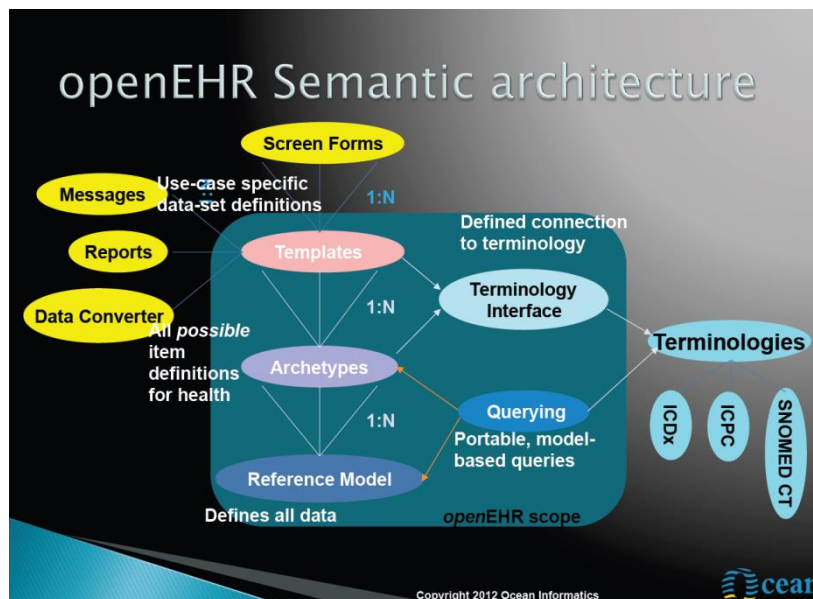 openEHR Semantic architecture
Screen Forms
Messages
Use-case specific
data-set definitions
1:N
Defined connection
to terminology
Reports
Templates
Data Converter
1:N
Terminology
Interface
All possible
item
definitions
for health
Archetypes
Terminologies
1:N
Querying
Portable, model-
based queries
ICDx
ICPC
SNOMED CT
Reference Model
Defines all data
openEHR scope
Copyright 2012 Ocean Informatics